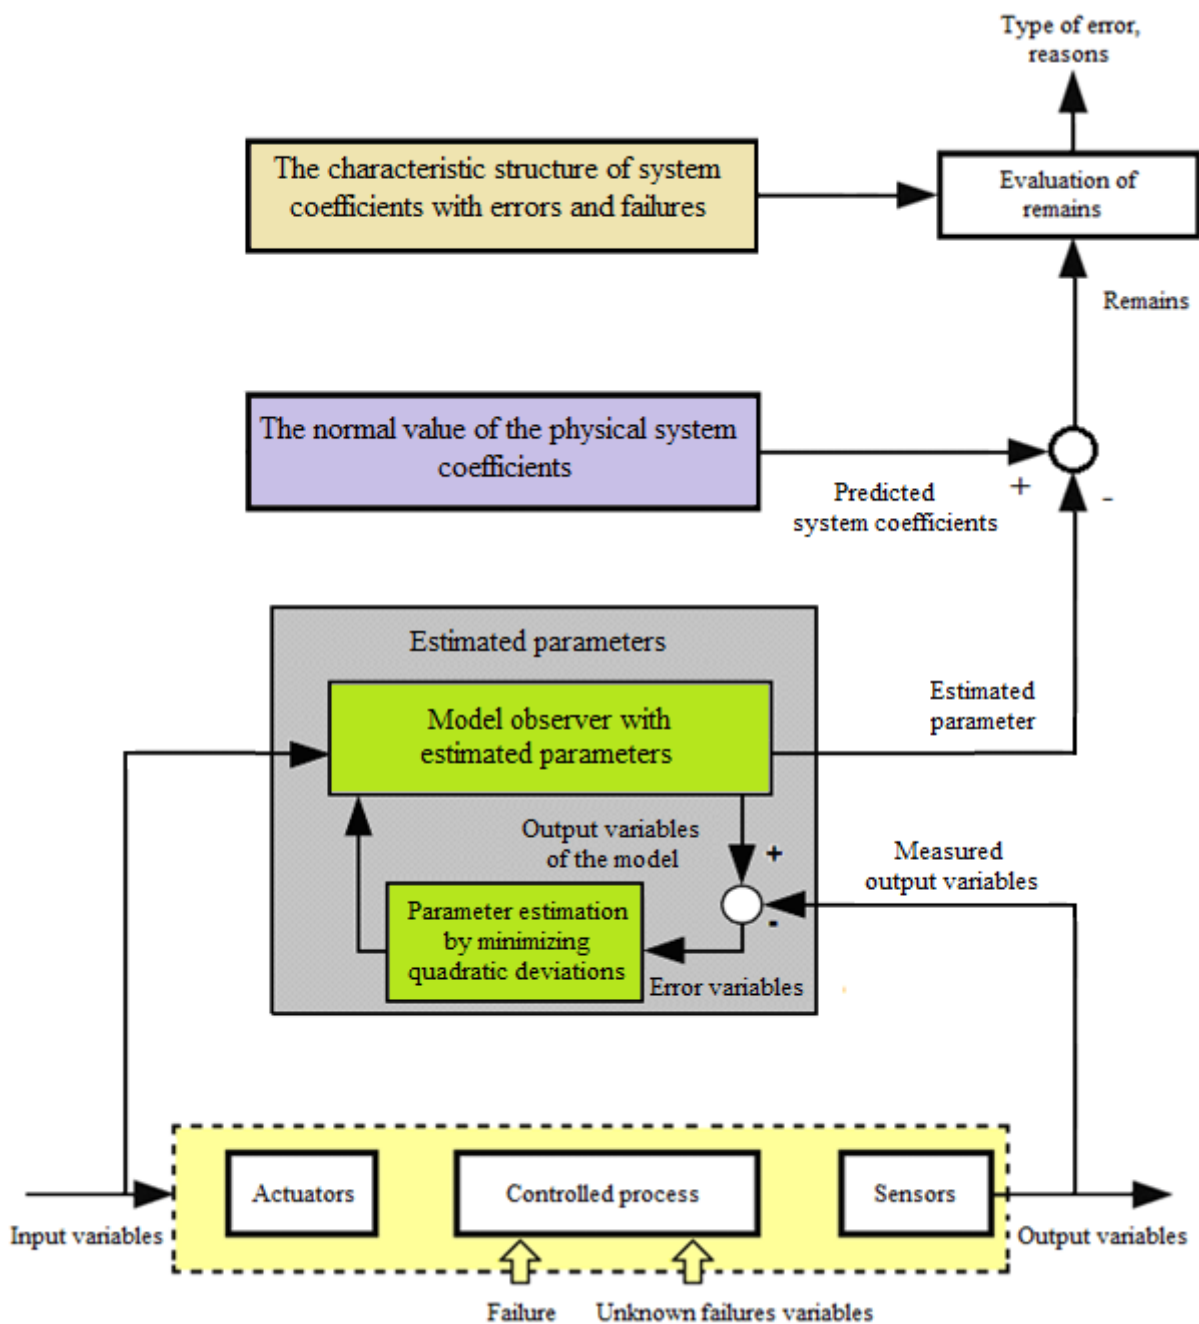 Type of error,
reasons
The characteristic structure of system
coefficients with errors and failures
Evaluation of
remains
Remains
The normal value of the physical system
coefficients
+
-
Predicted
system coefficients
Estimated parameters
Model observer with
estimated parameters
Estimated
parameter
Output variables
of the model
+
Measured
output variables
-
Parameter estimation
by minimizing
quadratic deviations
Error variables
Actuators
Controlled process
Sensors
Input variables
Output variables
Failure
Unknown failures variables